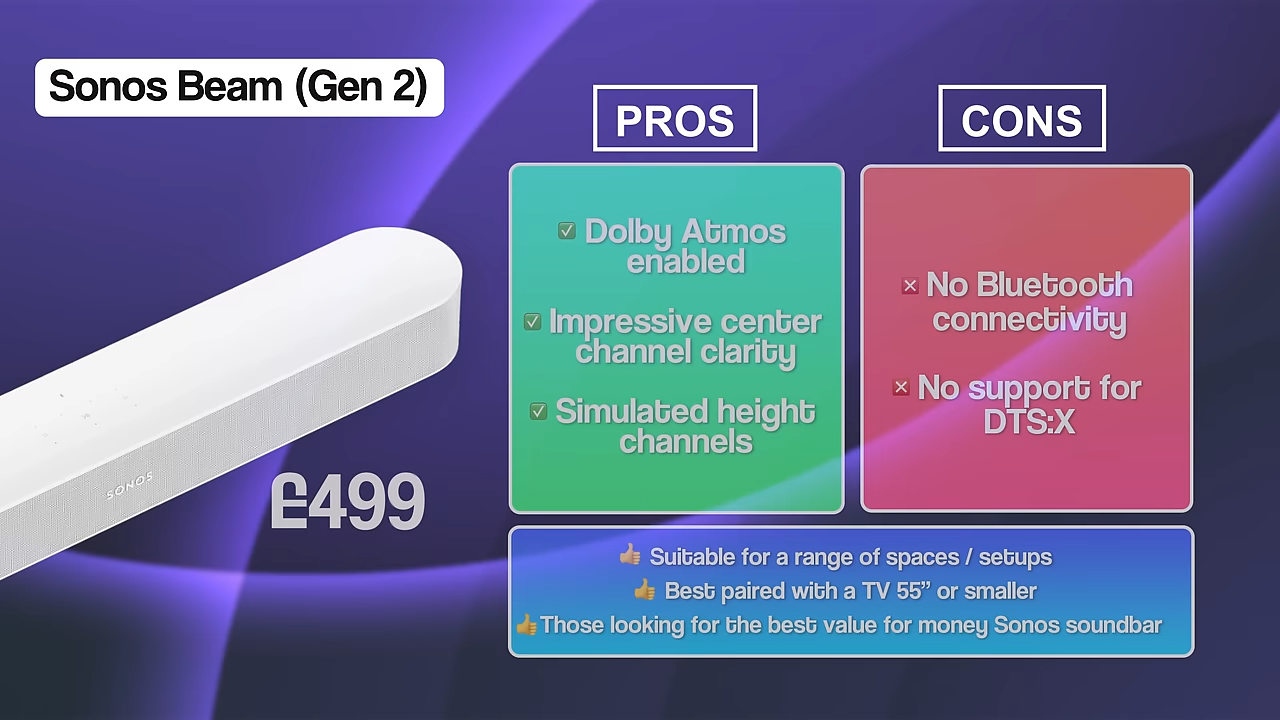 Sonos Beam (Gen 2)
PROS
Dolby Atmos
enabled
Impressive center
channel clarity
Simulated height
channels
CONS
No Bluetooth
connectivity
No support for
DTS:X
SONOS
£499
Suitable for a range of spaces / setups
Best paired with a TV 55” or smaller
Those looking for the best value for money Sonos soundbar